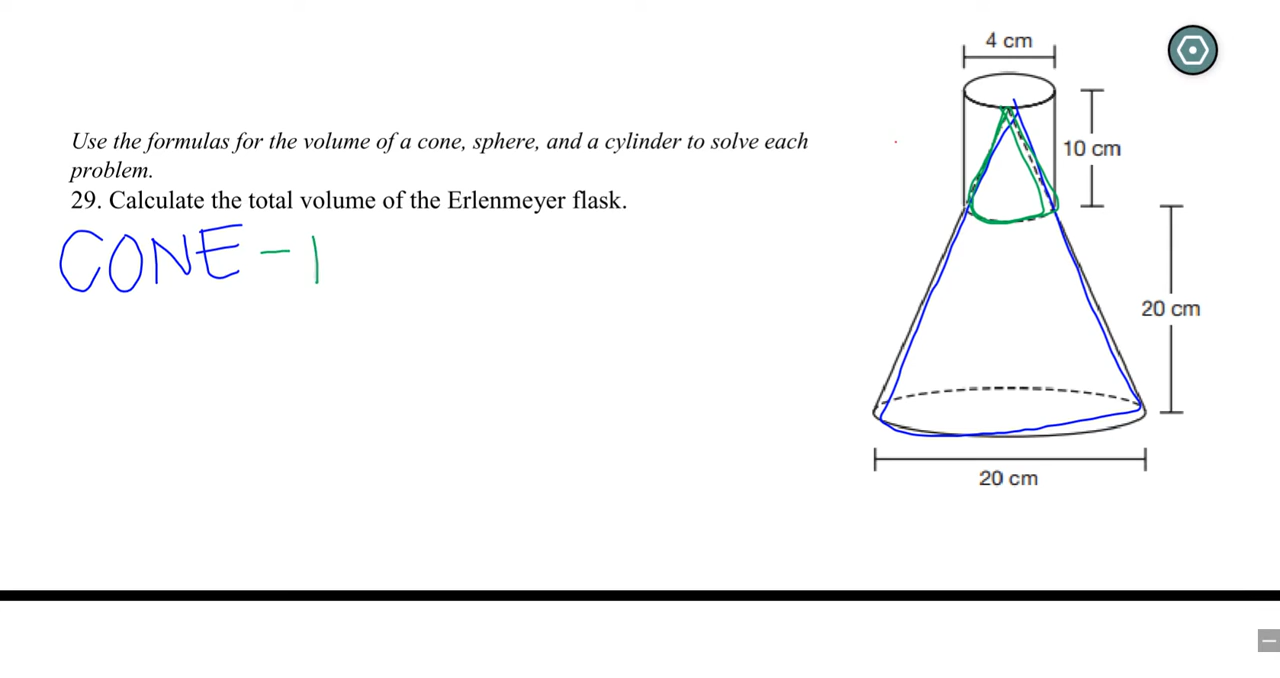 4 cm
Use the formulas for the volume of a cone, sphere, and a cylinder to solve each
problem.
10 cm
29. Calculate the total volume of the Erlenmeyer flask.
CONE - 1
20 cm
20 cm